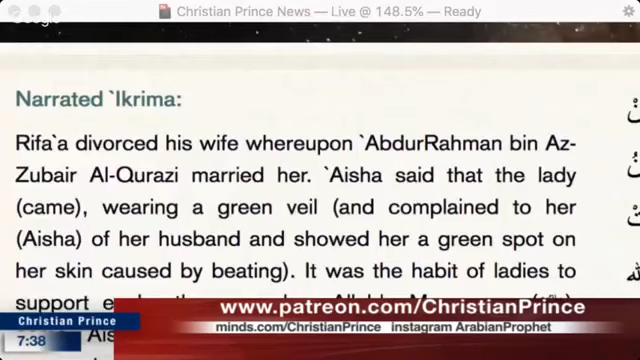 Christian Prince News — Live @ 148.5% — Ready
Google
Narrated `Ikrima:
Rifa`a divorced his wife whereupon `AbdurRahman bin Az-
Zubair Al-Qurazi married her. `Aisha said that the lady
(came), wearing a green veil (and complained to her
(Aisha) of her husband and showed her a green spot on
her skin caused by beating). It was the habit of ladies to
support
www.patreon.com/ChristianPrince
Christian Prince
minds.com/ChristianPrince instagram ArabianProphet
7:38